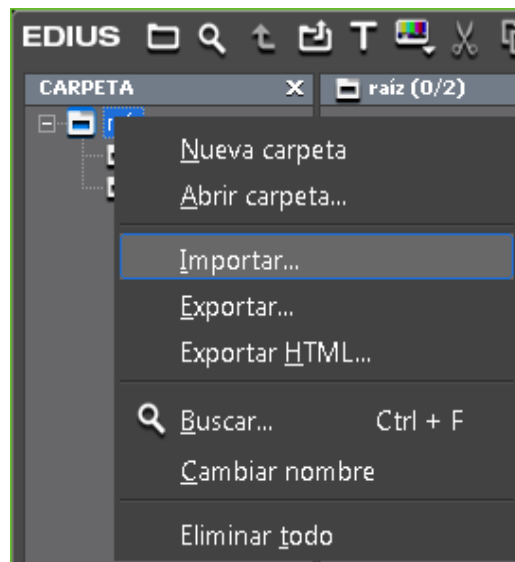 EDIUS T
CARPETA X raíz (0/2)
Nueva carpeta
Abrir carpeta...
Importar...
Exportar...
Exportar HTML...
Buscar... Ctrl + F
Cambiar nombre
Eliminar todo